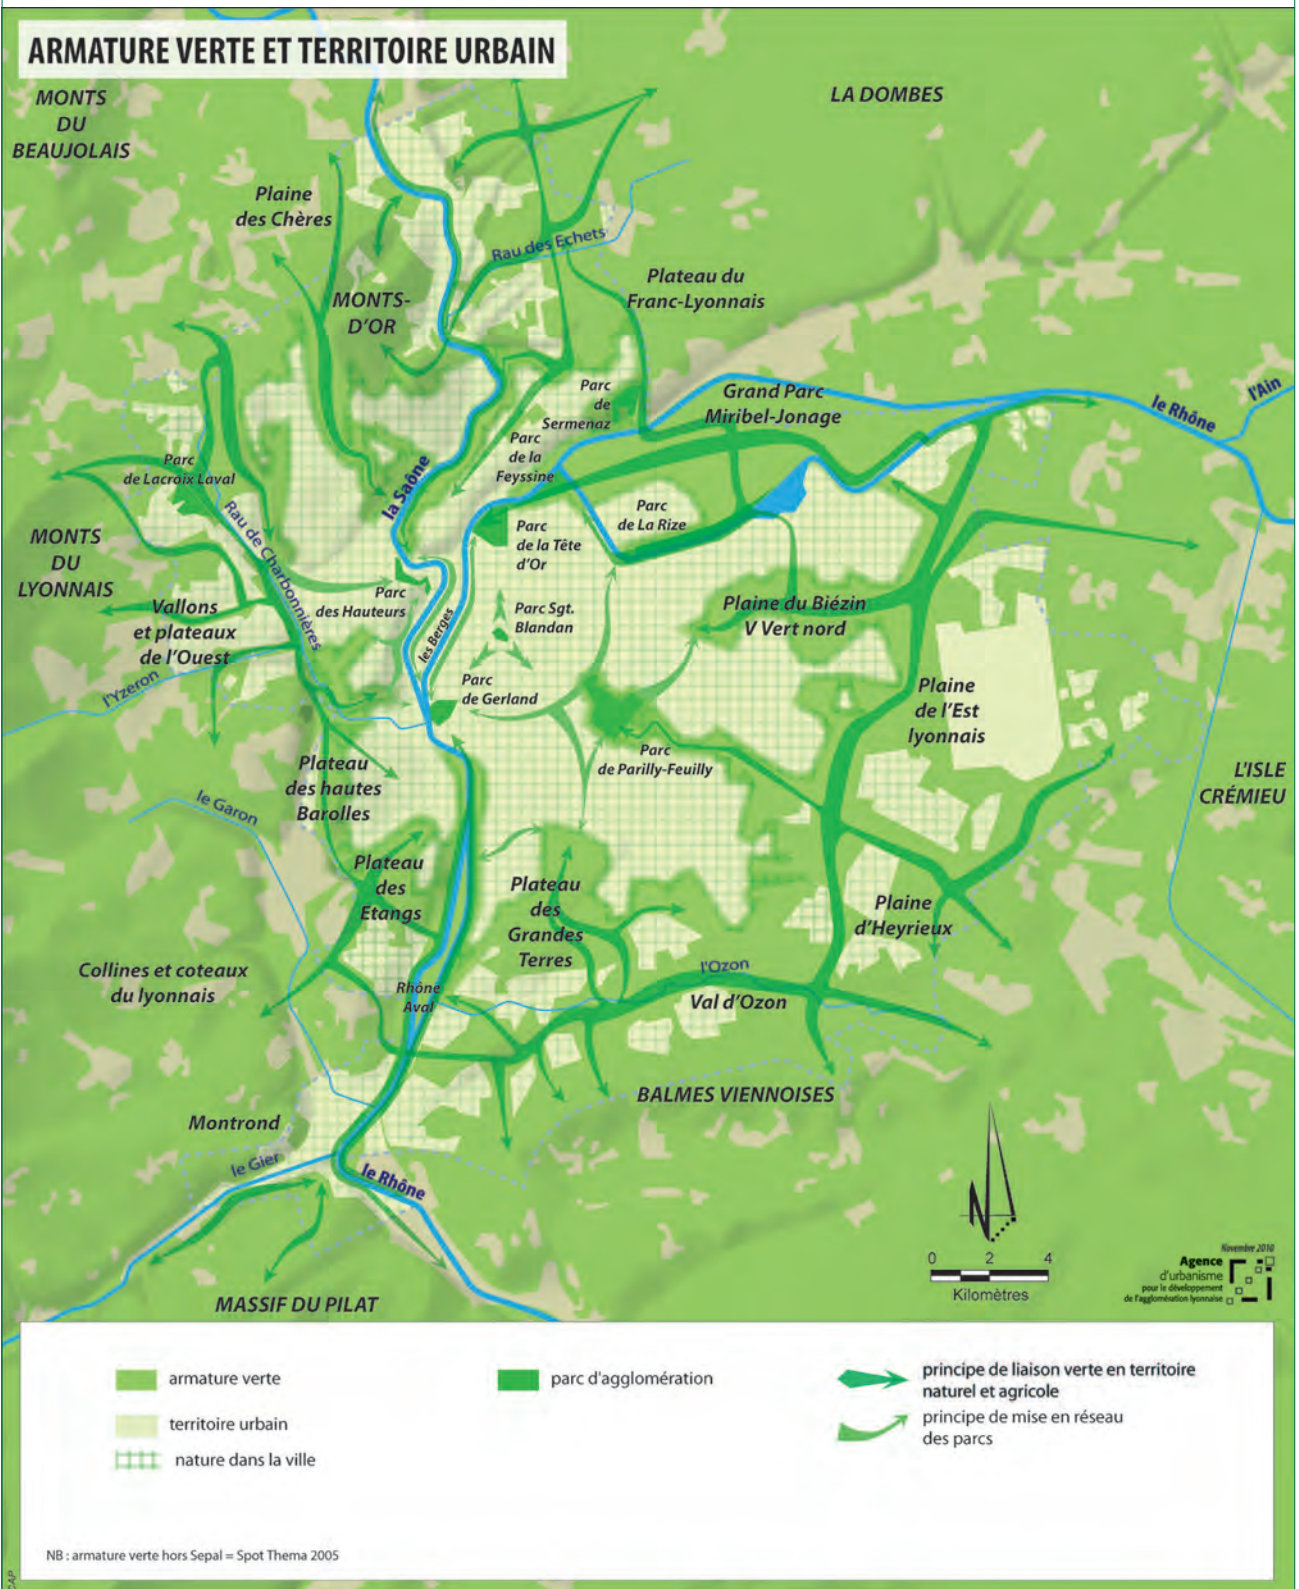 ARMATURE VERTE ET TERRITOIRE URBAIN
MONTS
DU
BEAUJOLAIS
LA DOMBES
Plaine
des Chères
Rau des Echets
Plateau du
Franc-Lyonnais
MONTS-
D'OR
Parc
de
Sermenaz
Grand Parc
Miribel-Jonage
le Rhône
l'Ain
Parc
de la
Feyssine
Parc
de Lacroix Laval
la Saône
Rau de Charbonnières
Parc
de La Rize
Parc
de la Tête
d'Or
MONTS
DU
LYONNAIS
Parc
des Hauteurs
Vallons
et plateaux
de l'Ouest
les Berges
Parc Sgt.
Blandan
Plaine du Biézin
V Vert nord
l'Yzeron
Parc
de Gerland
Plaine
de l'Est
lyonnais
Parc
de Parilly-Feuilly
Plateau
des hautes
Barolles
L'ISLE
CRÉMIEU
le Garon
Plateau
des
Etangs
Plateau
des
Grandes
Terres
Plaine
d'Heyrieux
Collines et coteaux
du lyonnais
Rhône
Aval
l'Ozon
Val d'Ozon
BALMES VIENNOISES
Montrond
le Gier
le Rhône
MASSIF DU PILAT
N
0 2 4
Kilomètres
November 2010
Agence
d'urbanisme
pour le développement
de l'agglomération lyonnaise
armature verte
territoire urbain
nature dans la ville
parc d'agglomération
principe de liaison verte en territoire
naturel et agricole
principe de mise en réseau
des parcs
NB : armature verte hors Sepal = Spot Thema 2005